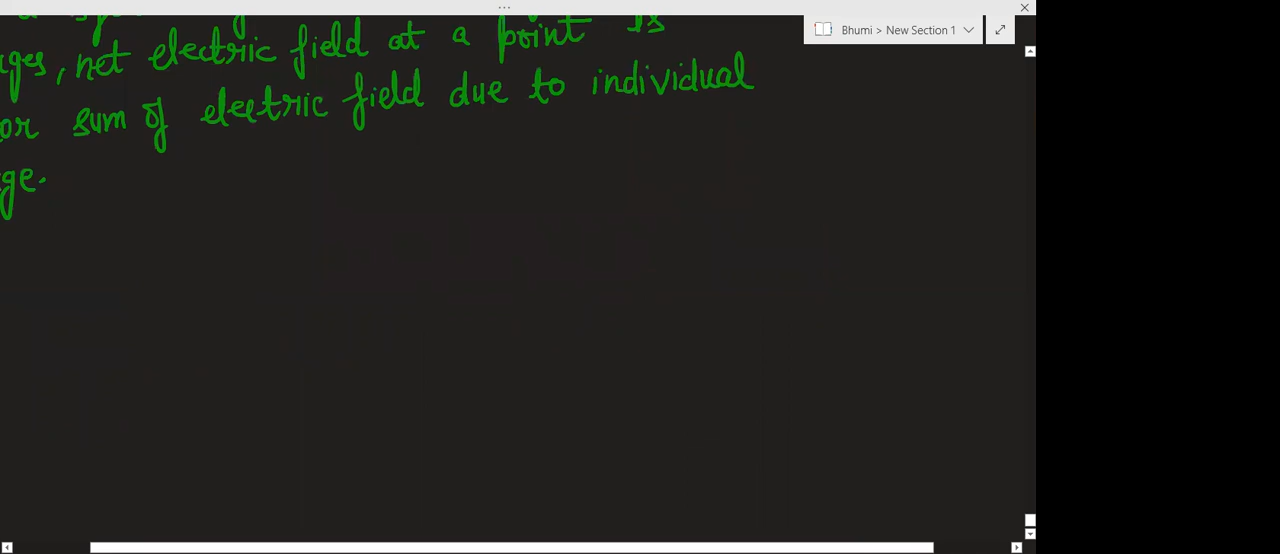 Bhumi > New Section 1
ges, net electric field at a point is
or sum of electric field due to individual
ge.